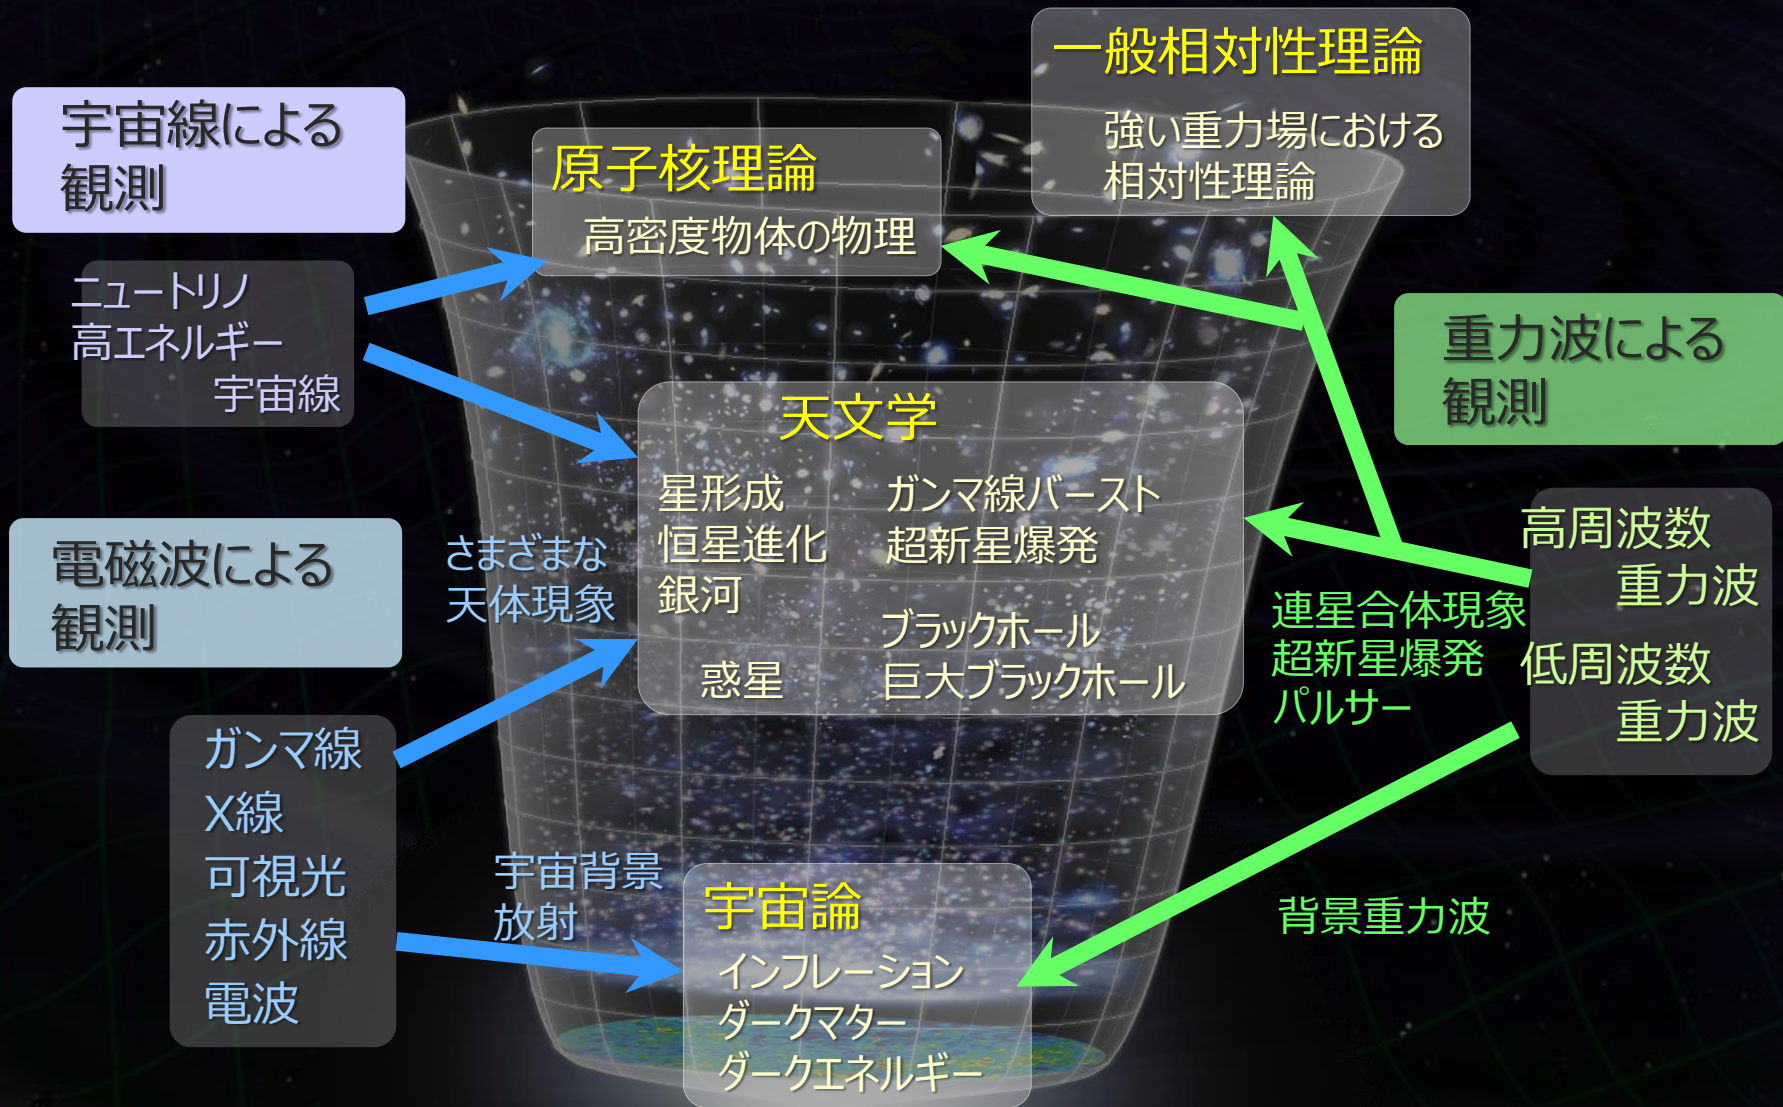 一般相対性理論
強い重力場における
相対性理論
宇宙線による
観測
原子核理論
高密度物体の物理
ニュートリノ
高エネルギー
宇宙線
重力波による
観測
天文学
星形成
恒星進化
銀河
惑星
ガンマ線バースト
超新星爆発
ブラックホール
巨大ブラックホール
電磁波による
観測
さまざまな
天体現象
高周波数
重力波
低周波数
重力波
連星合体現象
超新星爆発
パルサー
ガンマ線
X線
可視光
赤外線
電波
宇宙背景
放射
宇宙論
インフレーション
ダークマター
ダークエネルギー
背景重力波